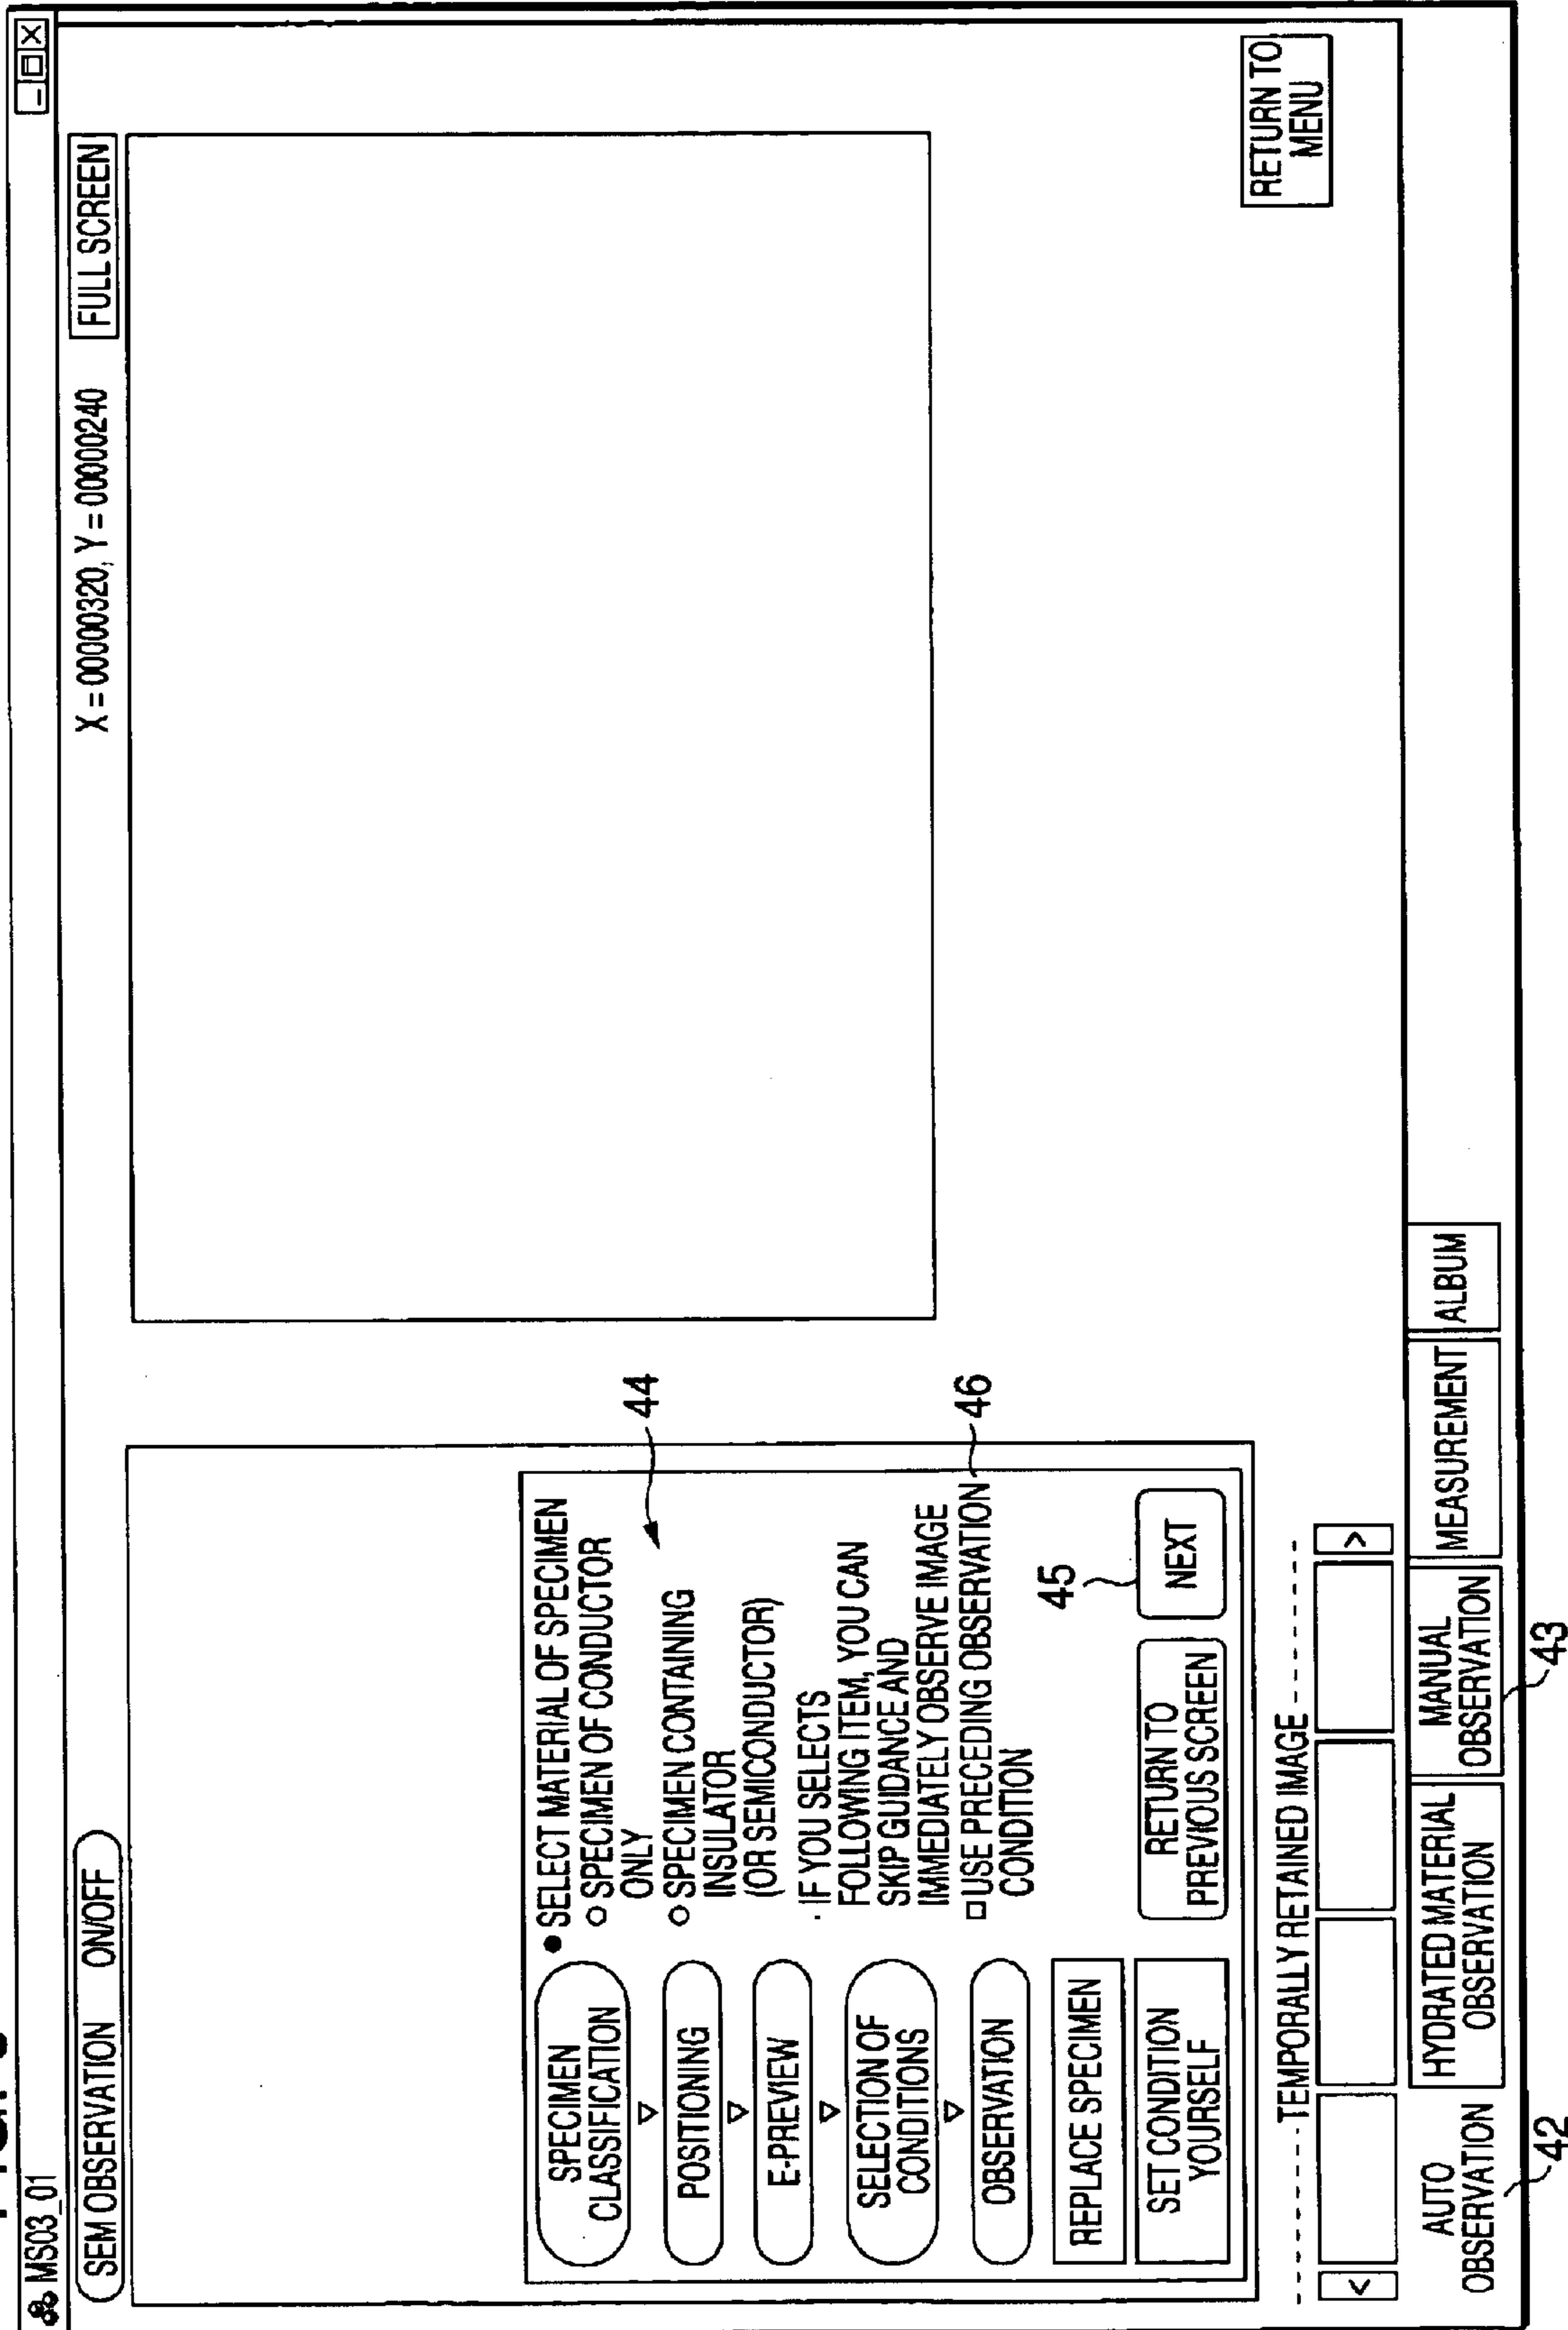 MS03_01
SEM OBSERVATION ON/OFF
X = 00000320, Y = 00000240
FULL SCREEN
SPECIMEN
CLASSIFICATION
POSITIONING
E-PREVIEW
SELECTION OF
CONDITIONS
OBSERVATION
REPLACE SPECIMEN
SET CONDITION
YOURSELF
● SELECT MATERIAL OF SPECIMEN
○ SPECIMEN OF CONDUCTOR
ONLY
○ SPECIMEN CONTAINING
INSULATOR
(OR SEMICONDUCTOR)
· IF YOU SELECTS
FOLLOWING ITEM, YOU CAN
SKIP GUIDANCE AND
IMMEDIATELY OBSERVE IMAGE
□ USE PRECEDING OBSERVATION
CONDITION
44
46
45
RETURN TO
PREVIOUS SCREEN
NEXT
TEMPORALLY RETAINED IMAGE
<
>
RETURN TO
MENU
AUTO
OBSERVATION
HYDRATED MATERIAL
OBSERVATION
MANUAL
OBSERVATION
MEASUREMENT
ALBUM
42
43